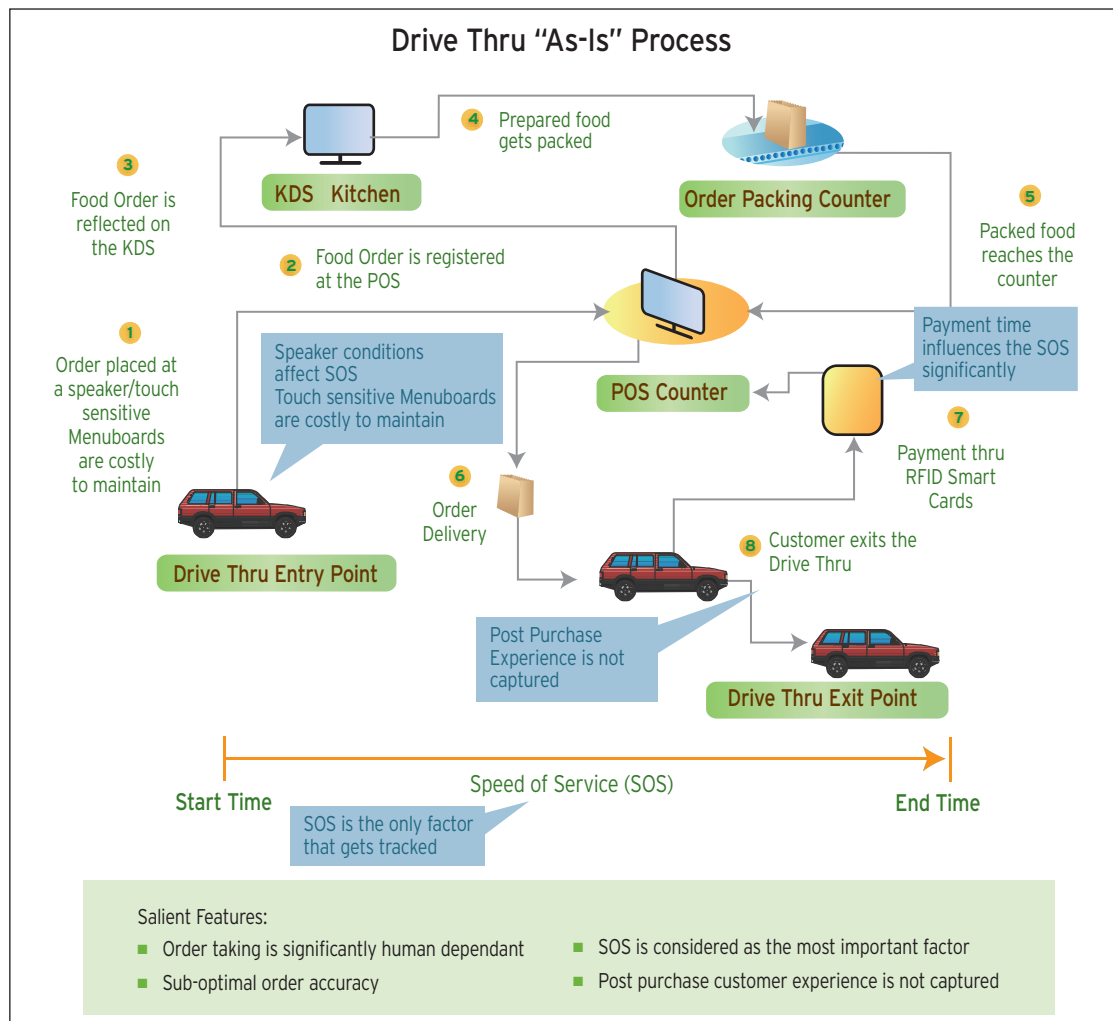 Drive Thru “As-Is” Process
4
Prepared food
gets packed
3
Food Order is
reflected on
the KDS
KDS Kitchen
Order Packing Counter
5
Packed food
reaches the
counter
2
Food Order is registered
at the POS
1
Order placed at
a speaker/touch
sensitive
Menuboards
are costly
to maintain
Speaker conditions
affect SOS
Touch sensitive Menuboards
are costly to maintain
Payment time
influences the SOS
significantly
POS Counter
7
Payment thru
RFID Smart
Cards
6
Order
Delivery
8
Customer exits the
Drive Thru
Drive Thru Entry Point
Post Purchase
Experience is not
captured
Drive Thru Exit Point
Speed of Service (SOS)
Start Time
End Time
SOS is the only factor
that gets tracked
Salient Features:
■ Order taking is significantly human dependant
■ Sub-optimal order accuracy
■ SOS is considered as the most important factor
■ Post purchase customer experience is not captured